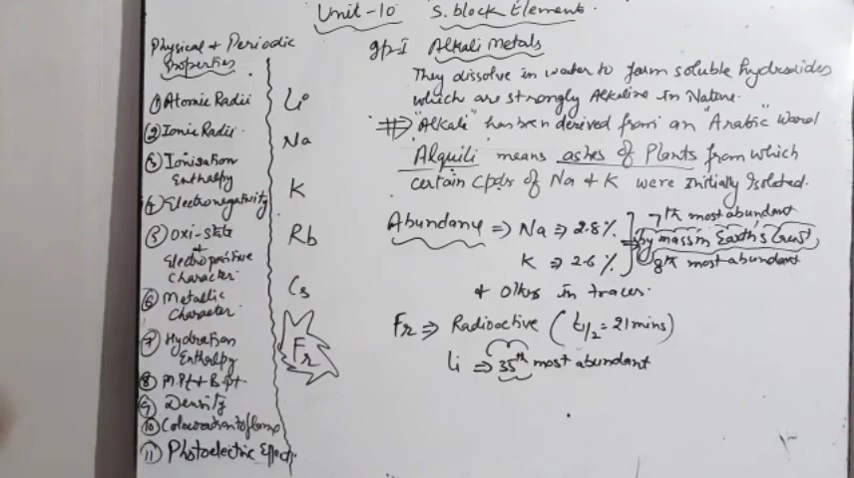 Unit-10 S. block Elements.
Physical & Periodic
Properties
① Atomic Radii
② Ionic Radii
③ Ionisation
Enthalpy
④ Electronegativity
⑤ Oxi-state
&
Electropositive
Character
⑥ Metallic
Character
⑦ Hydration
Enthalpy
⑧ M.Pt & B.pt
⑨ Density
⑩ Colouration to flame
⑪ Photoelectric Effect
Li
Na
K
Rb
Cs
Fr
gp-I Alkali Metals
They dissolve in water to form soluble hydroxides
which are strongly Alkaline in Nature.
#⇒ "Alkali" has been derived from an "Arabic" Word
Alquili means ashes of Plants from which
certain Cpds of Na & K were initially Isolated.
Abundany ⇒ Na ⇒ 2.8% 7th most abundant
⇒ by mass in Earth's Crust,
K ⇒ 2.6% 8th most abundant
& Others in traces.
Fr ⇒ Radioactive (t1/2 = 21 mins)
Li ⇒ 35th most abundant